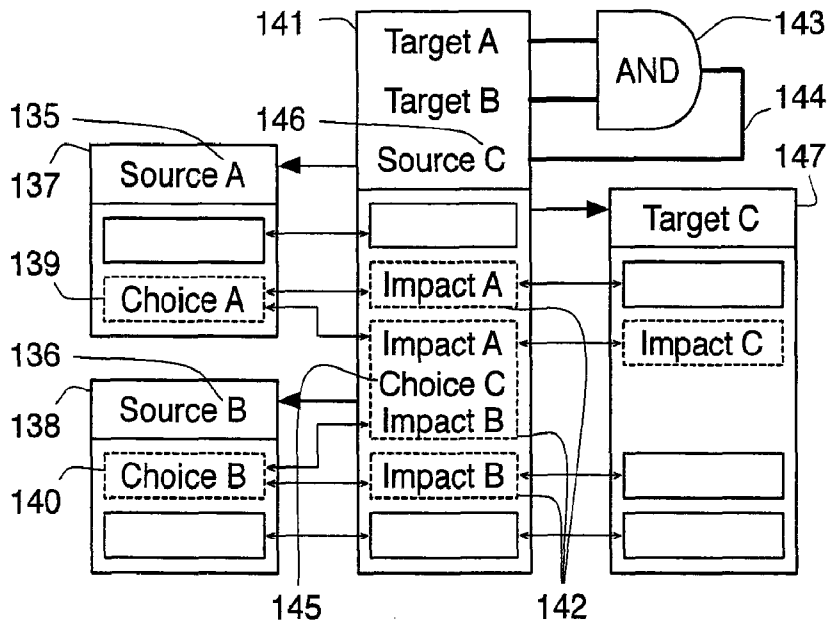 141
Target A
AND
143
Target B
144
135
146
137
Source A
Source C
147
Target C
139
Choice A
Impact A
Impact A
Impact C
136
Choice C
138
Source B
Impact B
140
Choice B
Impact B
145
142